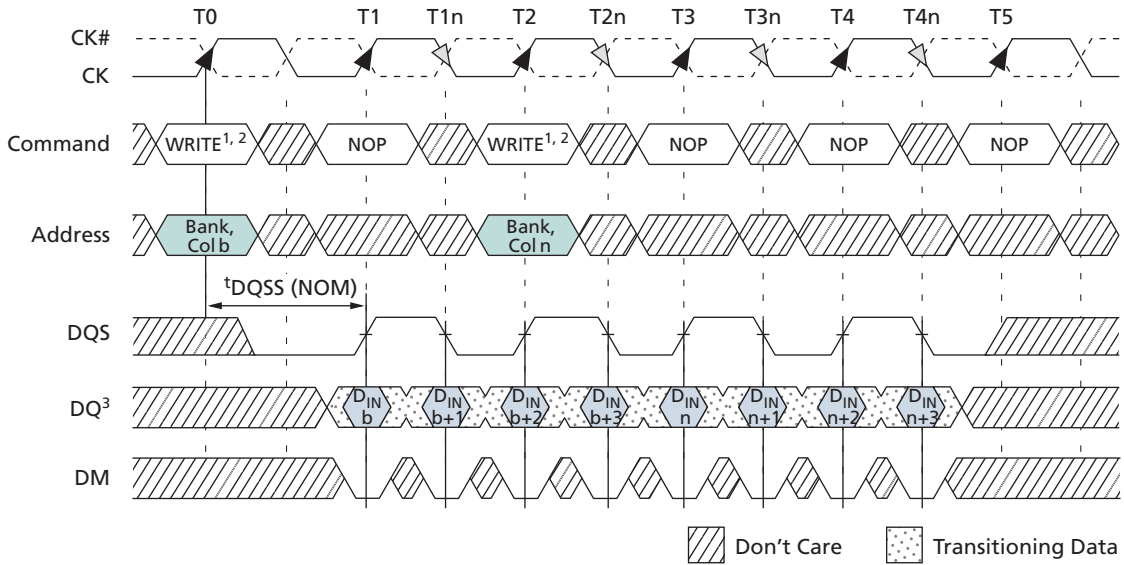 T0 T1 T1n T2 T2n T3 T3n T4 T4n T5
CK#
CK
Command WRITE1, 2 NOP WRITE1, 2 NOP NOP NOP
Address Bank, Col b Bank, Col n
tDQSS (NOM)
DQS
DQ3 DIN b DIN b+1 DIN b+2 DIN b+3 DIN n DIN n+1 DIN n+2 DIN n+3
DM
Don't Care Transitioning Data